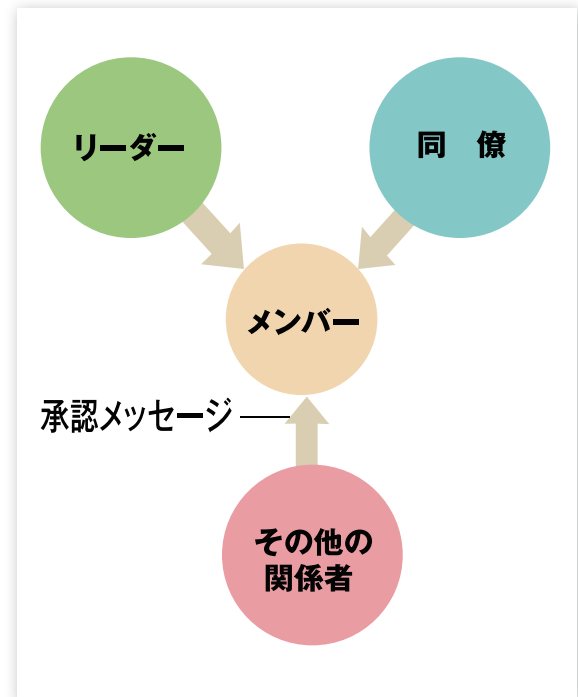 リーダー
同　僚
メンバー
承認メッセージ
その他の
関係者